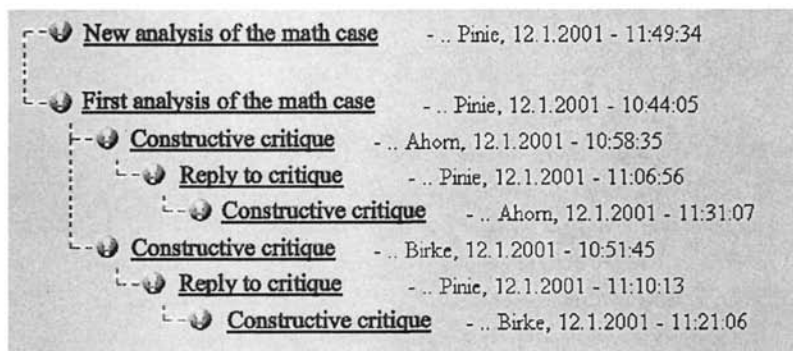 New analysis of the math case - .. Pinie, 12.1.2001 - 11:49:34
First analysis of the math case - .. Pinie, 12.1.2001 - 10:44:05
Constructive critique - .. Ahorn, 12.1.2001 - 10:58:35
Reply to critique - .. Pinie, 12.1.2001 - 11:06:56
Constructive critique - .. Ahorn, 12.1.2001 - 11:31:07
Constructive critique - .. Birke, 12.1.2001 - 10:51:45
Reply to critique - .. Pinie, 12.1.2001 - 11:10:13
Constructive critique - .. Birke, 12.1.2001 - 11:21:06